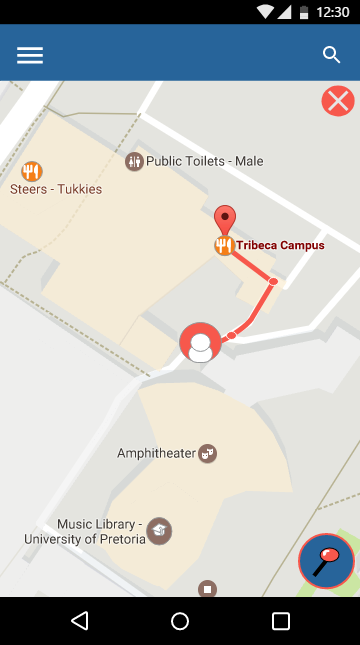 12:30
Public Toilets - Male
Steers - Tukkies
Tribeca Campus
Amphitheater
Music Library -
University of Pretoria